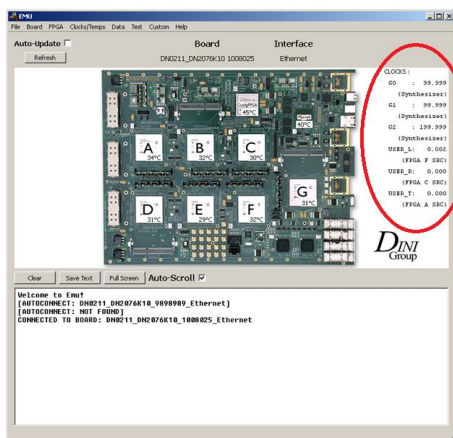 EMU
File Board FPGA Clocks/Temps Data Test Custom Help
Auto-Update Board Interface
Refresh DN0211_DN2076K10 1008025 Ethernet
CLOCKS:
G0 : 99.999
(Synthesizer)
G1 : 99.999
(Synthesizer)
G2 : 199.999
(Synthesizer)
USER_L: 0.002
(FPGA F SRC)
USER_R: 0.000
(FPGA C SRC)
USER_T: 0.000
(FPGA A SRC)
45°C
40°C
A
34°C
B
32°C
C
30°C
G
31°C
D
31°C
E
29°C
F
32°C
DINI
Group
Clear Save Text Full Screen Auto-Scroll
Welcome to Emu!
[AUTOCONNECT: DN0211_DN2076K10_9898989_Ethernet]
[AUTOCONNECT: NOT FOUND]
CONNECTED TO BOARD: DN0211_DN2076K10_1008025_Ethernet